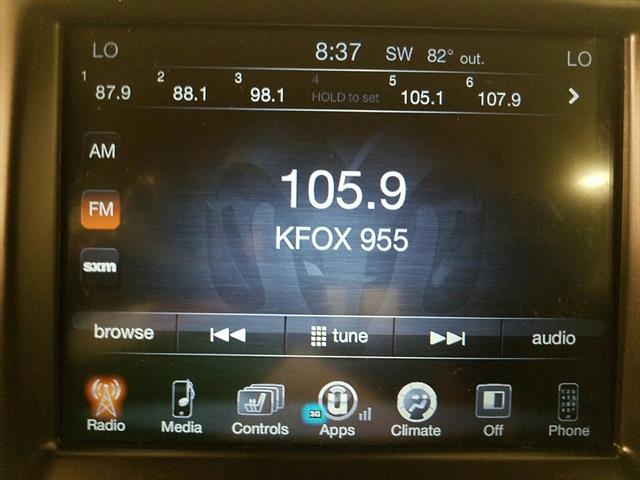 LO 8:37 SW 82° out. LO
1 87.9 2 88.1 3 98.1 4 HOLD to set 5 105.1 6 107.9
AM
105.9
FM
KFOX 955
sxm
browse tune audio
3G
Radio Media Controls Apps Climate Off Phone